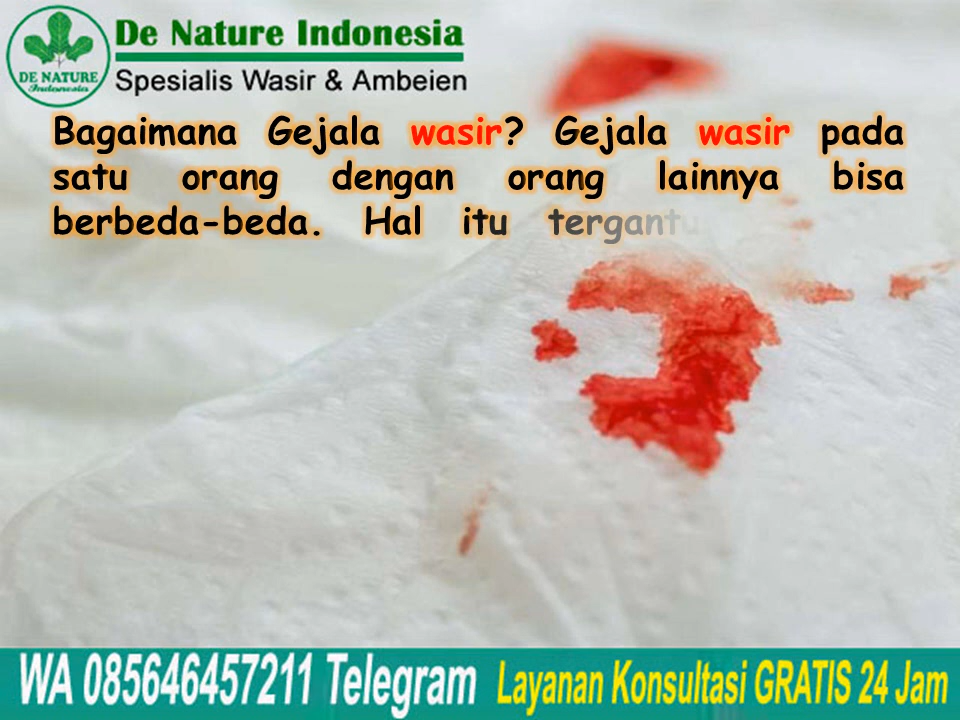 De Nature Indonesia
Spesialis Wasir & Ambeien
DE NATURE
Indonesia
Bagaimana Gejala wasir? Gejala wasir pada
satu orang dengan orang lainnya bisa
berbeda-beda. Hal itu tergantu
WA 085646457211 Telegram Layanan Konsultasi GRATIS 24 Jam